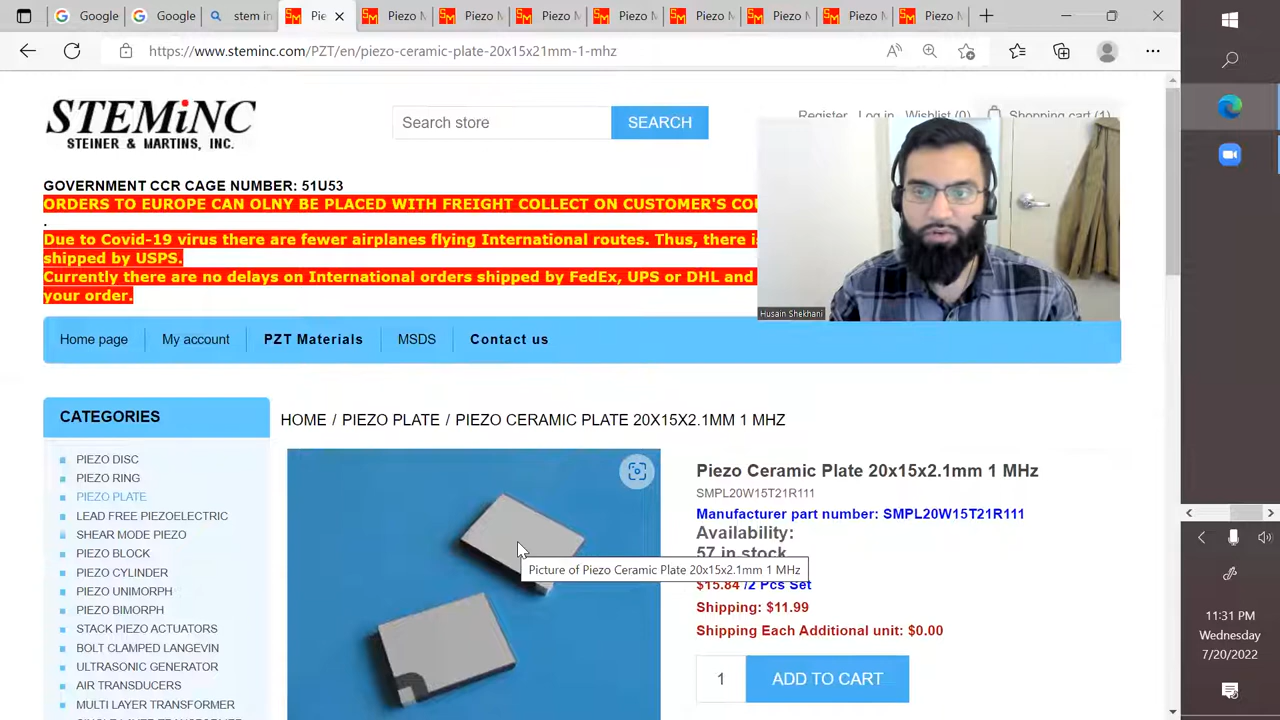 Google
Google
stem in
Pie
Piezo N
Piezo N
Piezo N
Piezo N
Piezo N
Piezo N
Piezo N
Piezo N
https://www.steminc.com/PZT/en/piezo-ceramic-plate-20x15x21mm-1-mhz
STEMiNC
STEINER & MARTINS, INC.
Search store
SEARCH
Register Log in Wishlist (0) Shopping cart (1)
GOVERNMENT CCR CAGE NUMBER: 51U53
ORDERS TO EUROPE CAN OLNY BE PLACED WITH FREIGHT COLLECT ON CUSTOMER'S COU
.
Due to Covid-19 virus there are fewer airplanes flying International routes. Thus, there is
shipped by USPS.
Currently there are no delays on International orders shipped by FedEx, UPS or DHL and
your order.
Husain Shekhani
Home page
My account
PZT Materials
MSDS
Contact us
CATEGORIES
PIEZO DISC
PIEZO RING
PIEZO PLATE
LEAD FREE PIEZOELECTRIC
SHEAR MODE PIEZO
PIEZO BLOCK
PIEZO CYLINDER
PIEZO UNIMORPH
PIEZO BIMORPH
STACK PIEZO ACTUATORS
BOLT CLAMPED LANGEVIN
ULTRASONIC GENERATOR
AIR TRANSDUCERS
MULTI LAYER TRANSFORMER
HOME / PIEZO PLATE / PIEZO CERAMIC PLATE 20X15X2.1MM 1 MHZ
Piezo Ceramic Plate 20x15x2.1mm 1 MHz
SMPL20W15T21R111
Manufacturer part number: SMPL20W15T21R111
Availability:
57 in stock
Picture of Piezo Ceramic Plate 20x15x2.1mm 1 MHz
$15.84 /2 Pcs Set
Shipping: $11.99
Shipping Each Additional unit: $0.00
1
ADD TO CART
11:31 PM
Wednesday
7/20/2022